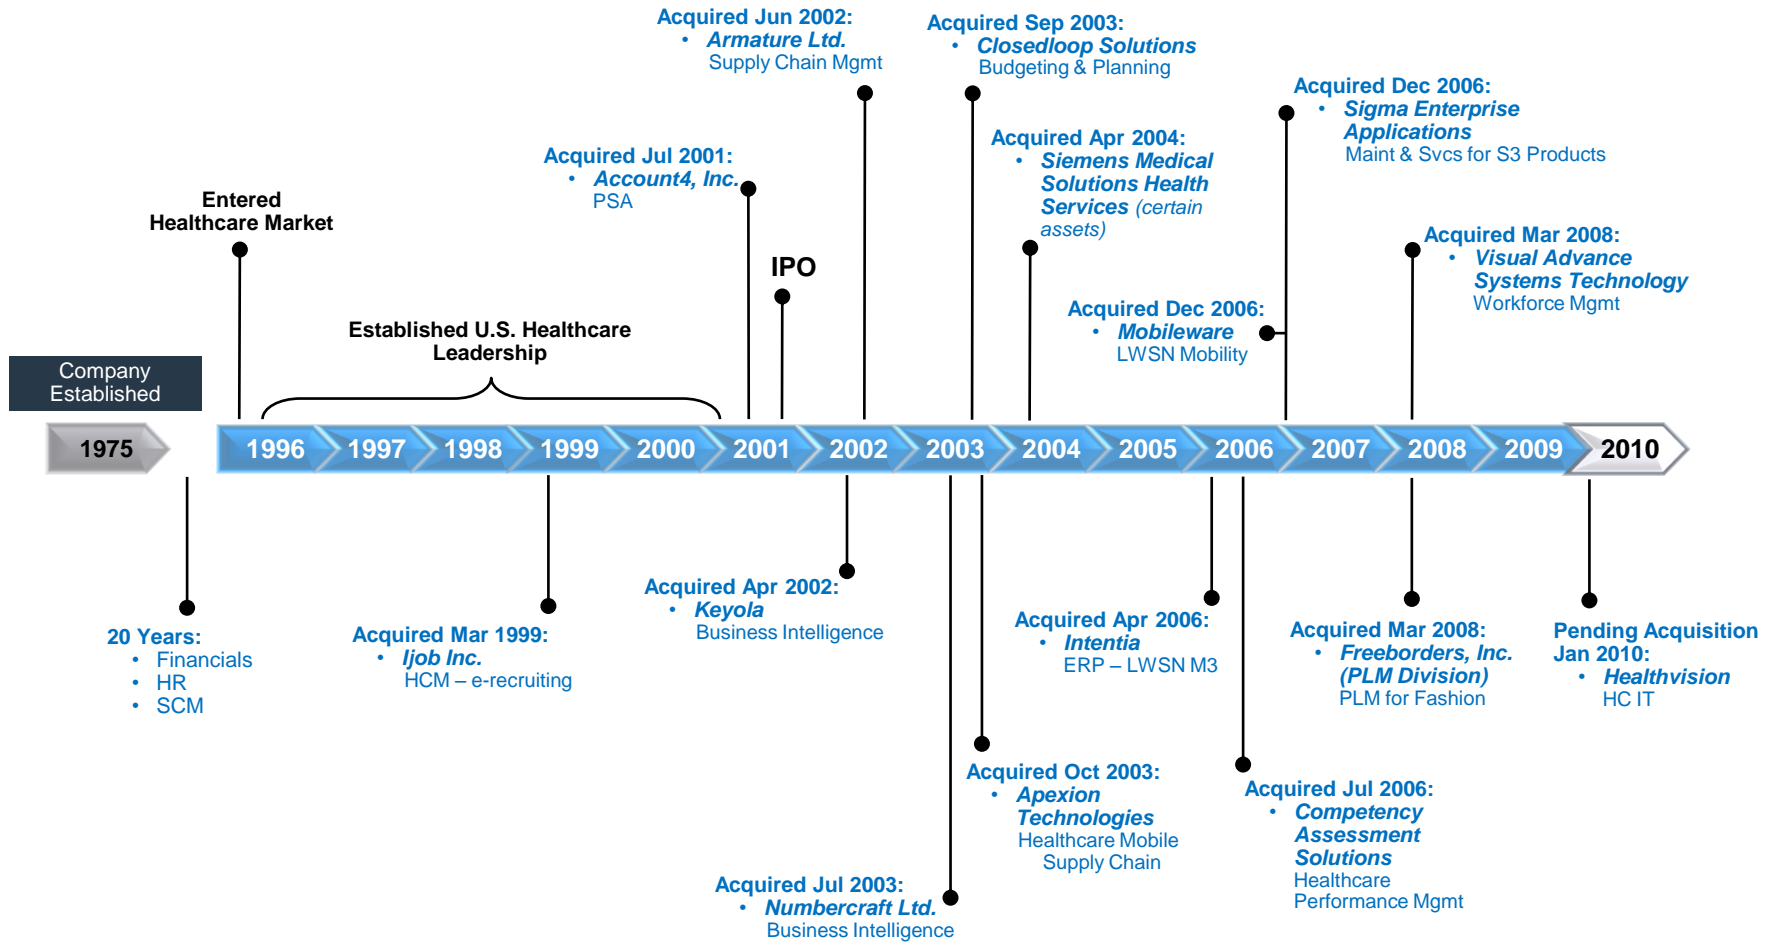 Acquired Jun 2002:
• Armature Ltd.
Supply Chain Mgmt
Acquired Sep 2003:
• Closedloop Solutions
Budgeting & Planning
Acquired Dec 2006:
• Sigma Enterprise
Applications
Maint & Svcs for S3 Products
Acquired Jul 2001:
• Account4, Inc.
PSA
Acquired Apr 2004:
• Siemens Medical
Solutions Health
Services (certain
assets)
Entered
Healthcare Market
IPO
Acquired Mar 2008:
• Visual Advance
Systems Technology
Workforce Mgmt
Acquired Dec 2006:
• Mobileware
LWSN Mobility
Established U.S. Healthcare
Leadership
Company
Established
1975
1996
1997
1998
1999
2000
2001
2002
2003
2004
2005
2006
2007
2008
2009
2010
20 Years:
• Financials
• HR
• SCM
Acquired Mar 1999:
• Ijob Inc.
HCM – e-recruiting
Acquired Apr 2002:
• Keyola
Business Intelligence
Acquired Apr 2006:
• Intentia
ERP – LWSN M3
Acquired Mar 2008:
• Freeborders, Inc.
(PLM Division)
PLM for Fashion
Pending Acquisition
Jan 2010:
• Healthvision
HC IT
Acquired Oct 2003:
• Apexion
Technologies
Healthcare Mobile
Supply Chain
Acquired Jul 2006:
• Competency
Assessment
Solutions
Healthcare
Performance Mgmt
Acquired Jul 2003:
• Numbercraft Ltd.
Business Intelligence